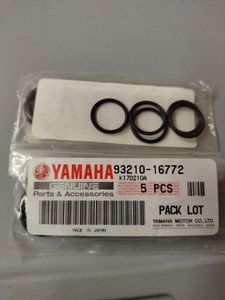 YAMAHA 93210-16772
GENUINE K170210A
Parts & Accessories 5 PCS
PACK LOT
MADE IN JAPAN YAMAHA MOTOR CO., LTD.